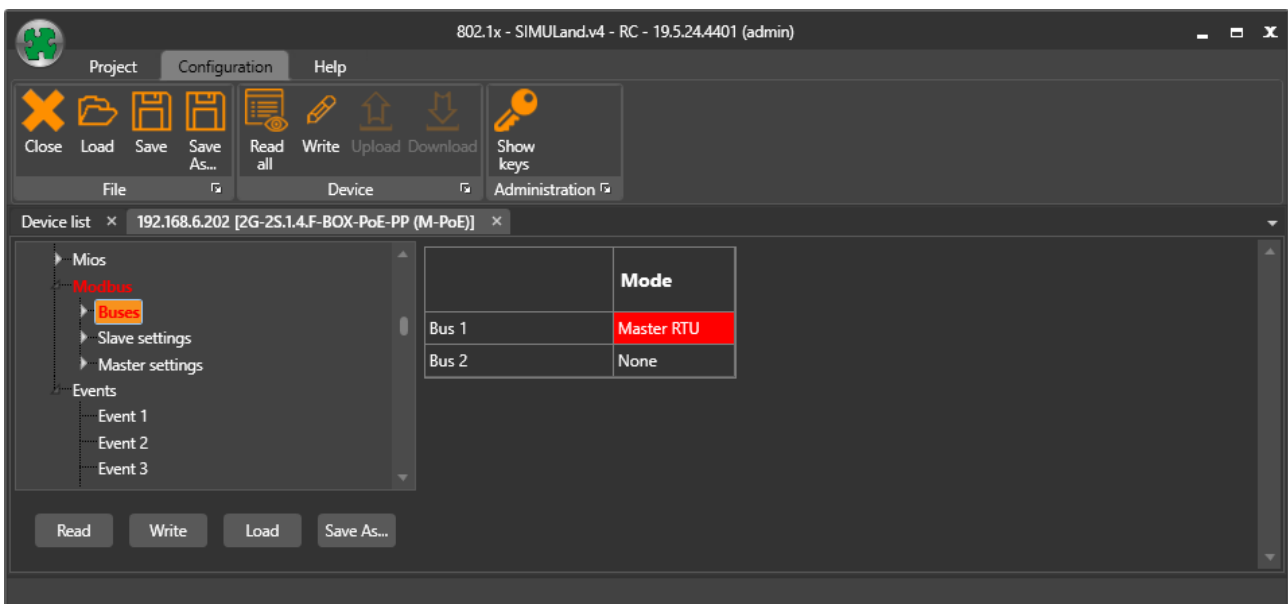 802.1x - SIMULand.v4 - RC - 19.5.24.4401 (admin)
Project Configuration Help
Close Load Save Save As... Read all Write Upload Download Show keys
File Device Administration
Device list × 192.168.6.202 [2G-2S.1.4.F-BOX-PoE-PP (M-PoE)] ×
Mios
Modbus
Buses
Slave settings
Master settings
Events
Event 1
Event 2
Event 3
Mode
Bus 1 Master RTU
Bus 2 None
Read Write Load Save As...